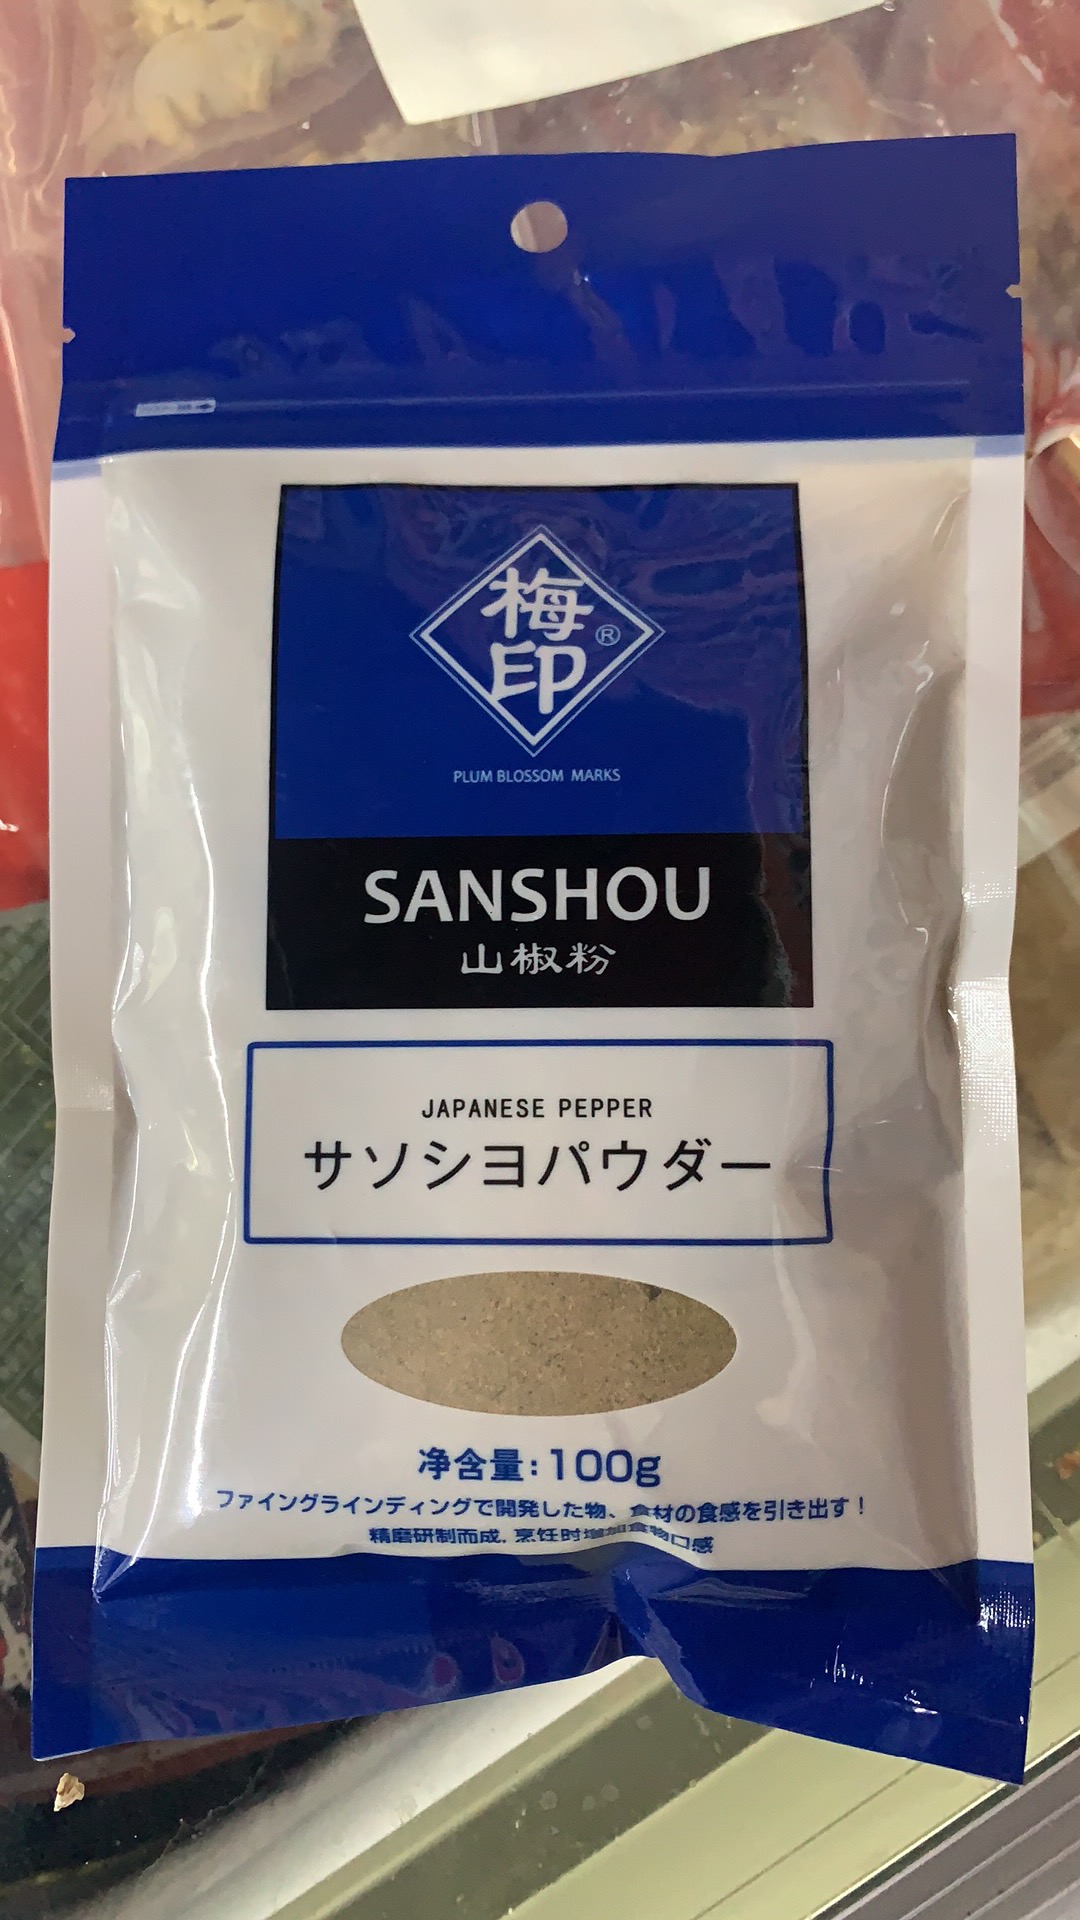 梅
印®
PLUM BLOSSOM MARKS
SANSHOU
山椒粉
JAPANESE PEPPER
サソシヨパウダー
净含量:100g
ファイングラインディングで開発した物、食材の食感を引き出す!
精磨研制而成,烹饪时增加食物口感